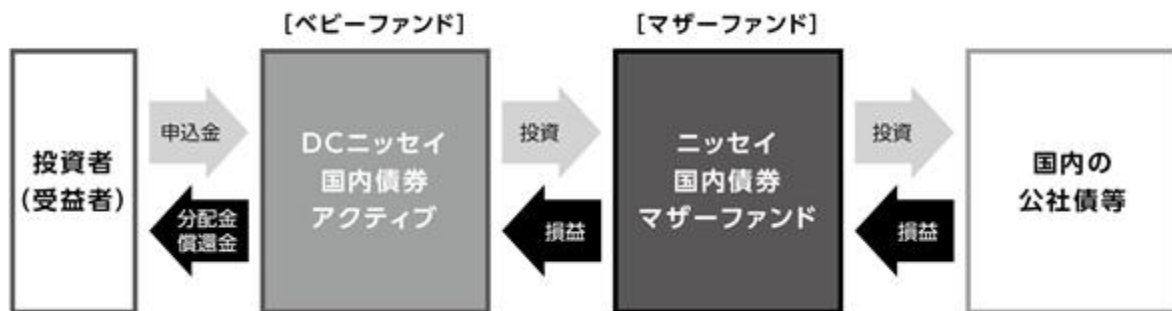 [ベビーファンド]
[マザーファンド]
投資者
(受益者)
申込金
分配金
償還金
DCニッセイ
国内債券
アクティブ
投資
損益
ニッセイ
国内債券
マザーファンド
投資
損益
国内の
公社債等